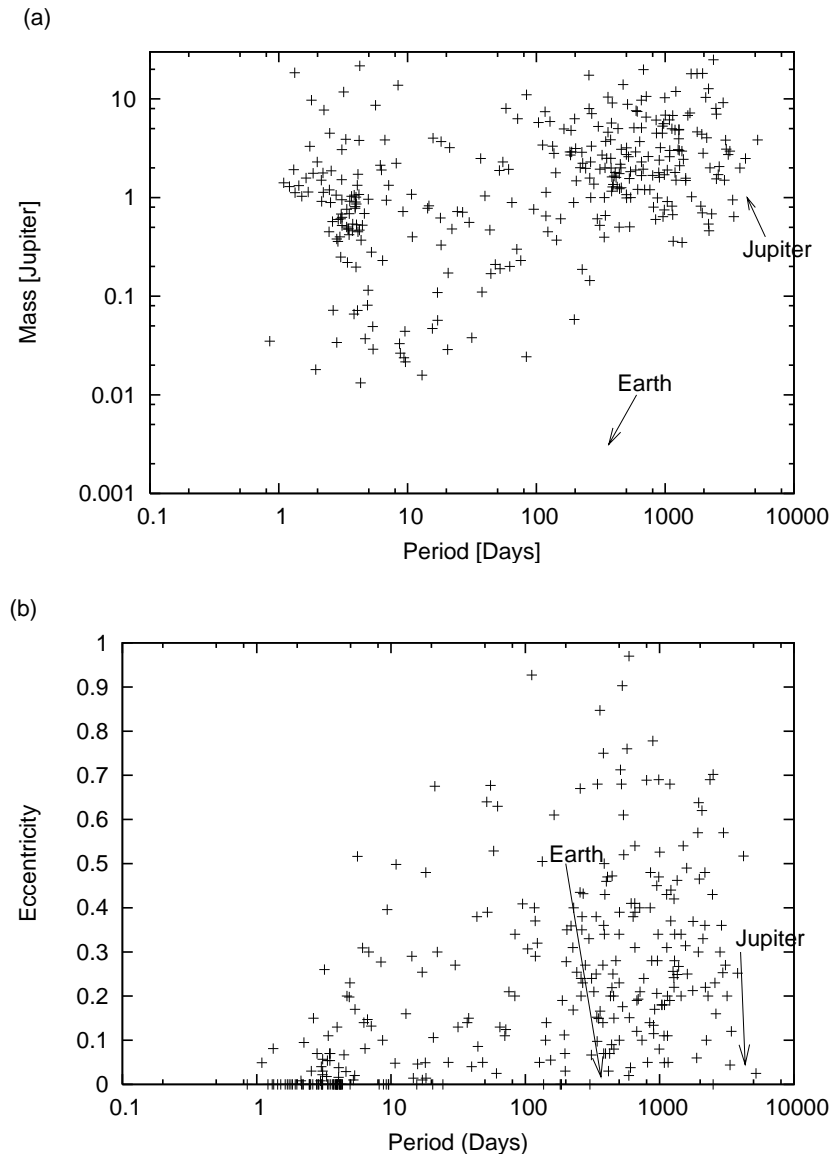 (a)
10
1
0.1
0.01
0.001
Mass [Jupiter]
Jupiter
Earth
0.1 1 10 100 1000 10000
Period [Days]
(b)
1
0.9
0.8
0.7
0.6
0.5
0.4
0.3
0.2
0.1
0
Eccentricity
Earth
Jupiter
0.1 1 10 100 1000 10000
Period (Days)